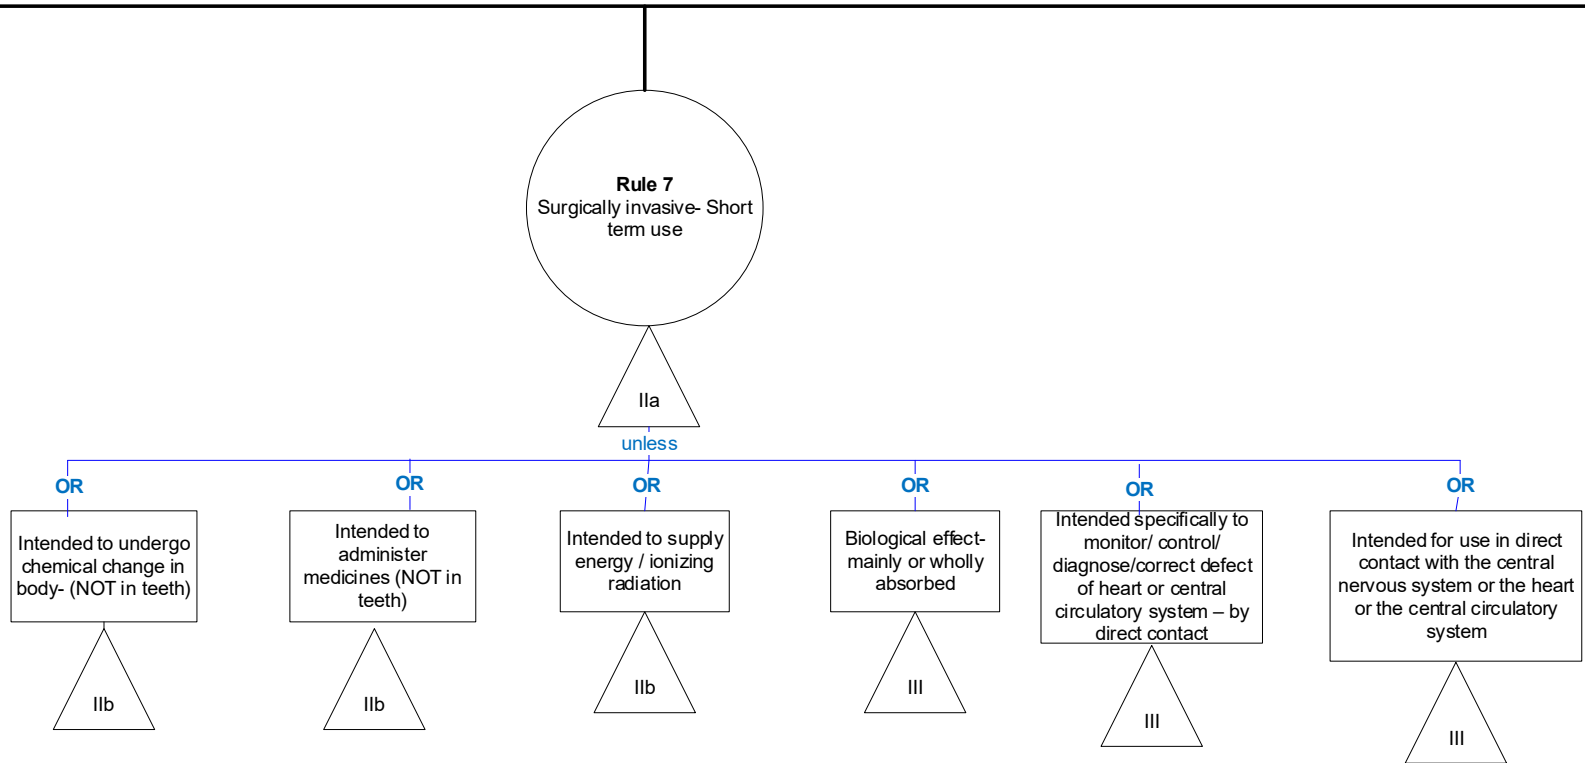 Rule 7
Surgically invasive- Short
term use
IIa
unless
OR
OR
OR
OR
OR
OR
Intended to undergo
chemical change in
body- (NOT in teeth)
Intended to
administer
medicines (NOT in
teeth)
Intended to supply
energy / ionizing
radiation
Biological effect-
mainly or wholly
absorbed
Intended specifically to
monitor/ control/
diagnose/correct defect
of heart or central
circulatory system – by
direct contact
Intended for use in direct
contact with the central
nervous system or the heart
or the central circulatory
system
IIb
IIb
IIb
III
III
III